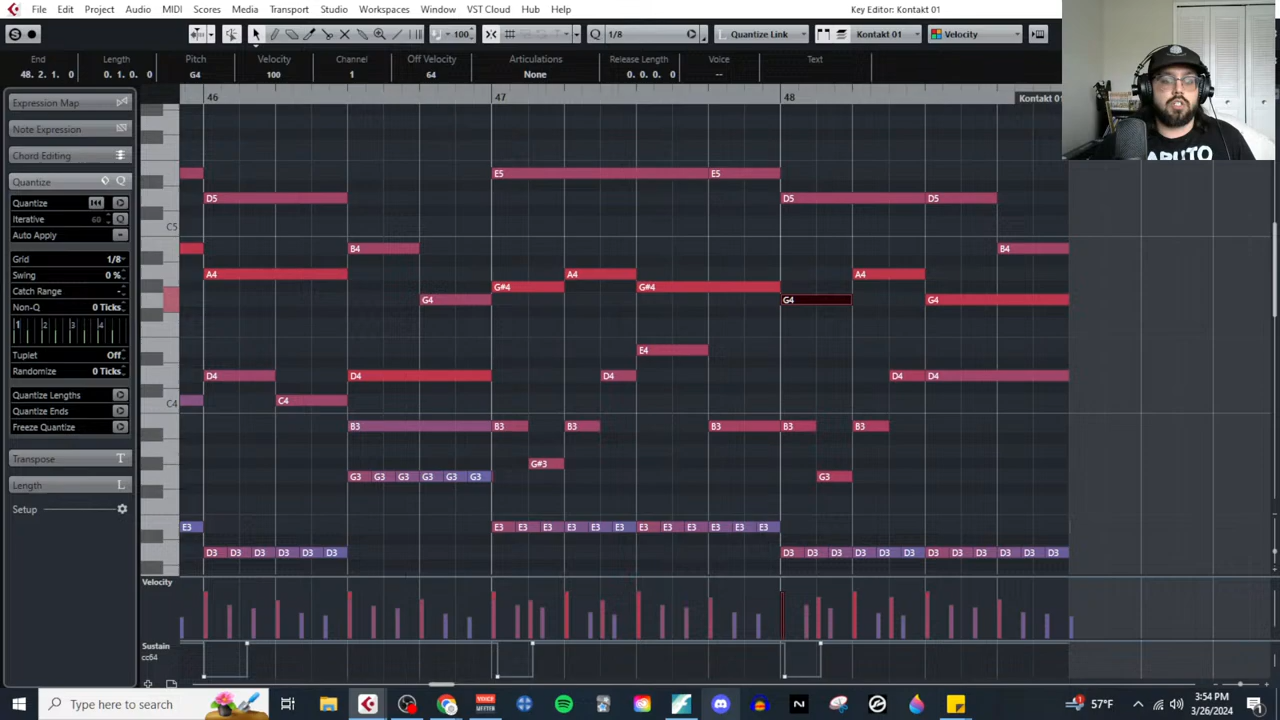 File Edit Project Audio MIDI Scores Media Transport Studio Workspaces Window VST Cloud Hub Help
Key Editor: Kontakt 01
100 Q 1/8 Quantize Link Kontakt 01 Velocity
End Length Pitch Velocity Channel Off Velocity Articulations Release Length Voice Text
48. 2. 1. 0 0. 1. 0. 0 G4 100 1 64 None 0. 0. 0. 0 --
Expression Map
Note Expression
Chord Editing
Quantize Q
Quantize
Iterative 60 Q
Auto Apply
Grid 1/8
Swing 0 %
Catch Range -
Non-Q 0 Ticks
1 2 3 4
Tuplet Off
Randomize 0 Ticks
Quantize Lengths
Quantize Ends
Freeze Quantize
Transpose T
Length L
Setup
46 47 48 Kontakt 01
E5 E5
D5 D5 D5
C5
B4 B4
A4 A4 A4
G#4 G#4
G4 G4 G4
E4
D4 D4 D4 D4 D4
C4 C4
B3 B3 B3 B3 B3 B3
G#3
G3 G3 G3 G3 G3 G3 G3
E3 E3 E3 E3 E3 E3 E3 E3 E3 E3 E3 E3 E3
D3 D3 D3 D3 D3 D3 D3 D3 D3 D3 D3 D3 D3 D3 D3 D3 D3 D3
Velocity
Sustain
cc64
Type here to search
57°F
3:54 PM
3/26/2024